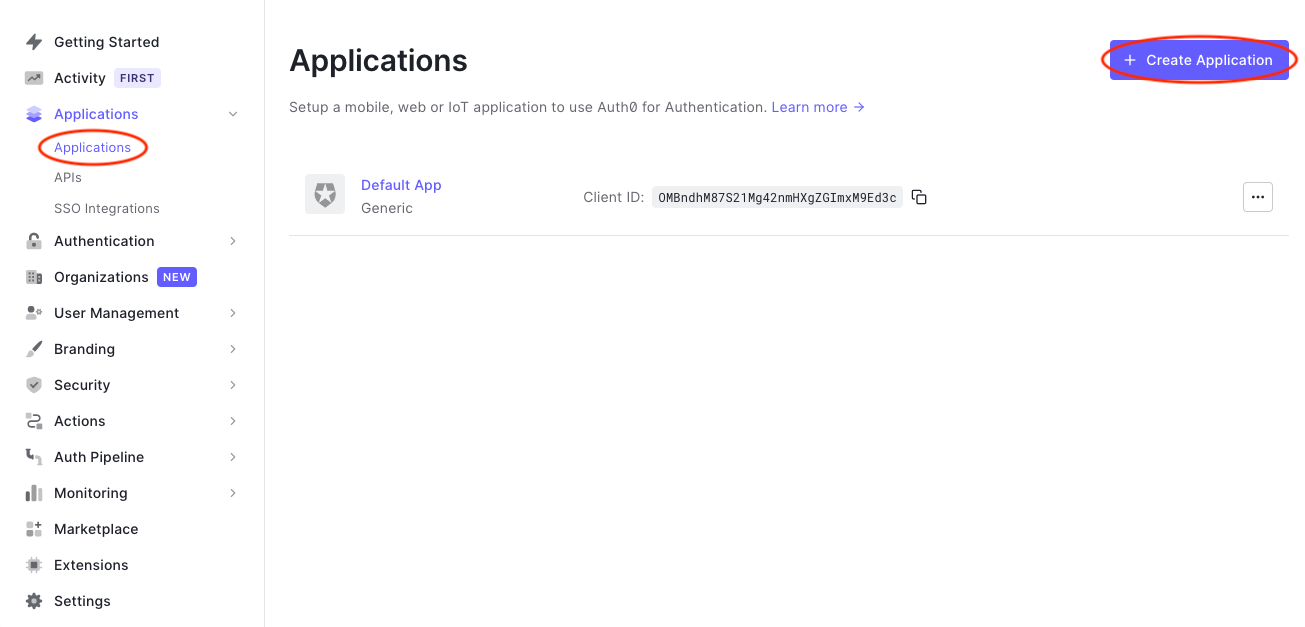 Getting Started
Activity FIRST
Applications
Applications
APIs
SSO Integrations
Authentication
Organizations NEW
User Management
Branding
Security
Actions
Auth Pipeline
Monitoring
Marketplace
Extensions
Settings
Applications
+ Create Application
Setup a mobile, web or IoT application to use Auth0 for Authentication. Learn more →
Default App
Generic
Client ID: OMBndhM87S21Mg42nmHXgZGImxM9Ed3c